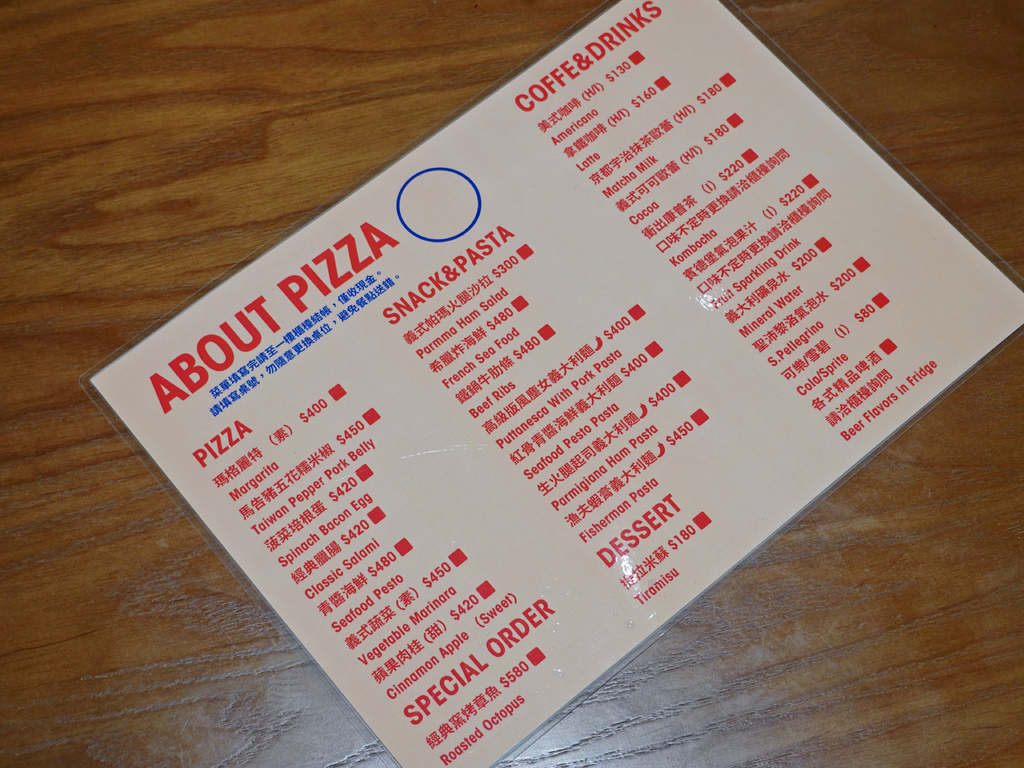 ABOUT PIZZA
菜單填寫完請至一樓櫃檯結帳，僅收現金。
請填寫桌號，勿隨意更換桌位，避免餐點送錯。
PIZZA
瑪格麗特 （素） $400
Margarita
馬告豬五花糯米椒 $450
Taiwan Pepper Pork Belly
菠菜培根蛋 $420
Spinach Bacon Egg
經典臘腸 $420
Classic Salami
青醬海鮮 $480
Seafood Pesto
義式蔬菜（素） $450
Vegetable Marinara
蘋果肉桂（甜） $420
Cinnamon Apple （Sweet）
SPECIAL ORDER
經典窯烤章魚 $580
Roasted Octopus
SNACK&PASTA
義式帕瑪火腿沙拉 $300
Parmma Ham Salad
希臘炸海鮮 $480
French Sea Food
鐵鍋牛肋條 $480
Beef Ribs
高級版風塵女義大利麵 $400
Puttanesca With Pork Pasta
紅骨青醬海鮮義大利麵 $400
Seafood Pesto Pasta
生火腿起司義大利麵 $400
Parmigiana Ham Pasta
漁夫蝦膏義大利麵 $450
Fisherman Pasta
DESSERT
提拉米蘇 $180
Tiramisu
COFFE&DRINKS
美式咖啡 (H/I) $130
Americano
拿鐵咖啡 (H/I) $160
Latte
京都宇治抹茶歐蕾 (H/I) $180
Matcha Milk
義式可可歐蕾 (H/I) $180
Cocoa
衝出康普茶 （I） $220
口味不定時更換請洽櫃檯詢問
Kombocha
賓德堡氣泡果汁 （I） $220
口味不定時更換請洽櫃檯詢問
Fruit Sparkling Drink
義大利礦泉水 $200
Mineral Water
聖沛黎洛氣泡水 $200
S.Pellegrino
可樂/雪碧 （I） $80
Cola/Sprite
各式精品啤酒
請洽櫃檯詢問
Beer Flavors in Fridge